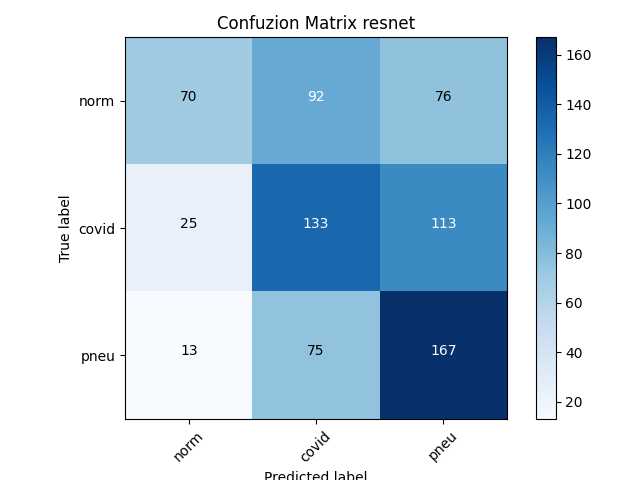 Confuzion Matrix resnet
norm 70 92 76
covid 25 133 113
pneu 13 75 167
norm covid pneu
True label
Predicted label
160
140
120
100
80
60
40
20